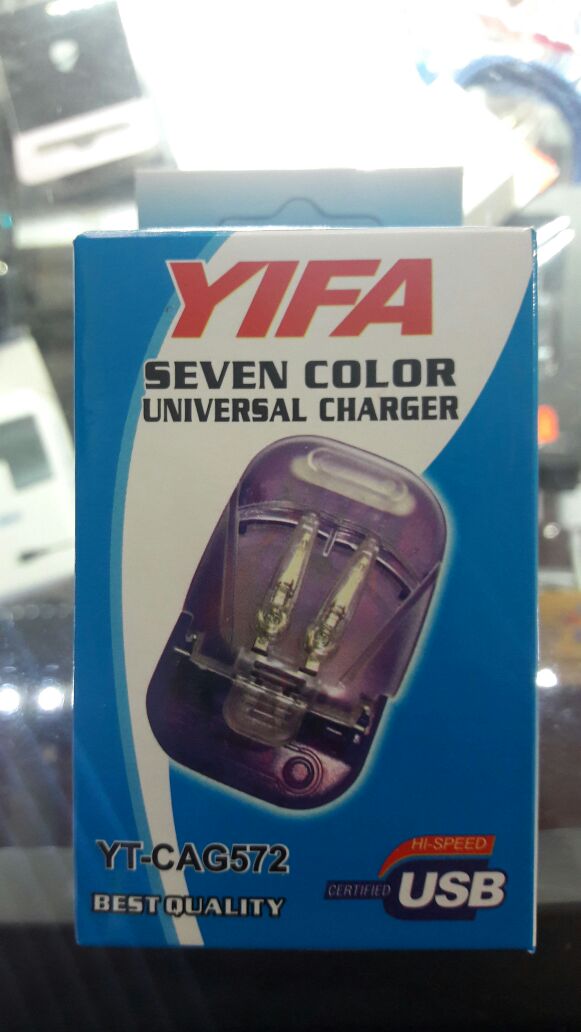 YIFA
SEVEN COLOR
UNIVERSAL CHARGER
YT-CAG572
BEST QUALITY
HI-SPEED
CERTIFIED USB